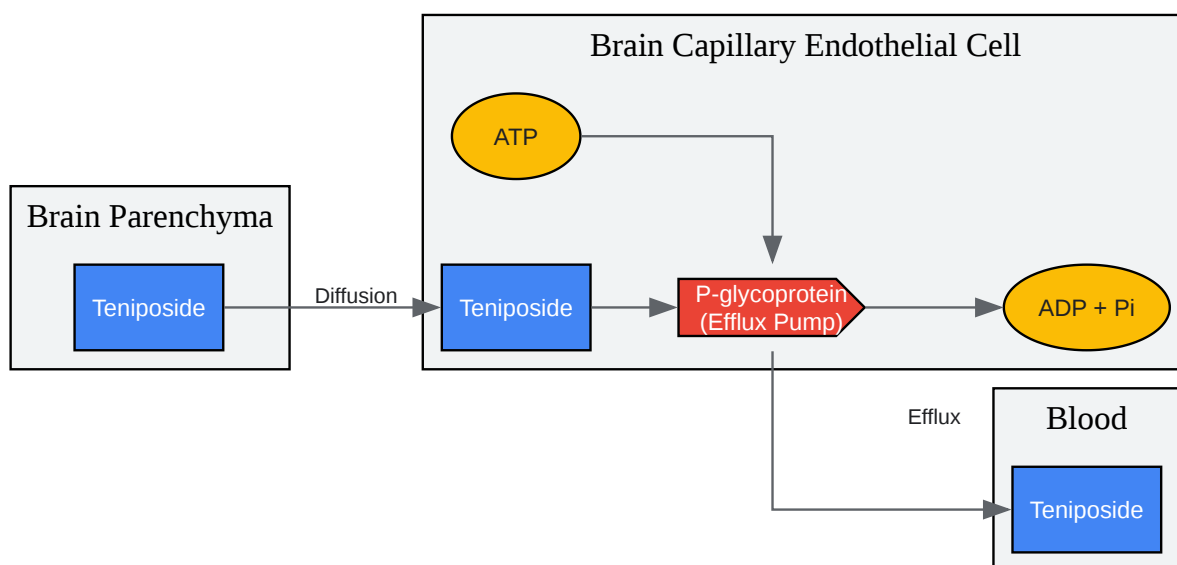 Brain Capillary Endothelial Cell
ATP
Brain Parenchyma
Teniposide
Diffusion
Teniposide
P-glycoprotein
(Efflux Pump)
ADP + Pi
Efflux
Blood
Teniposide